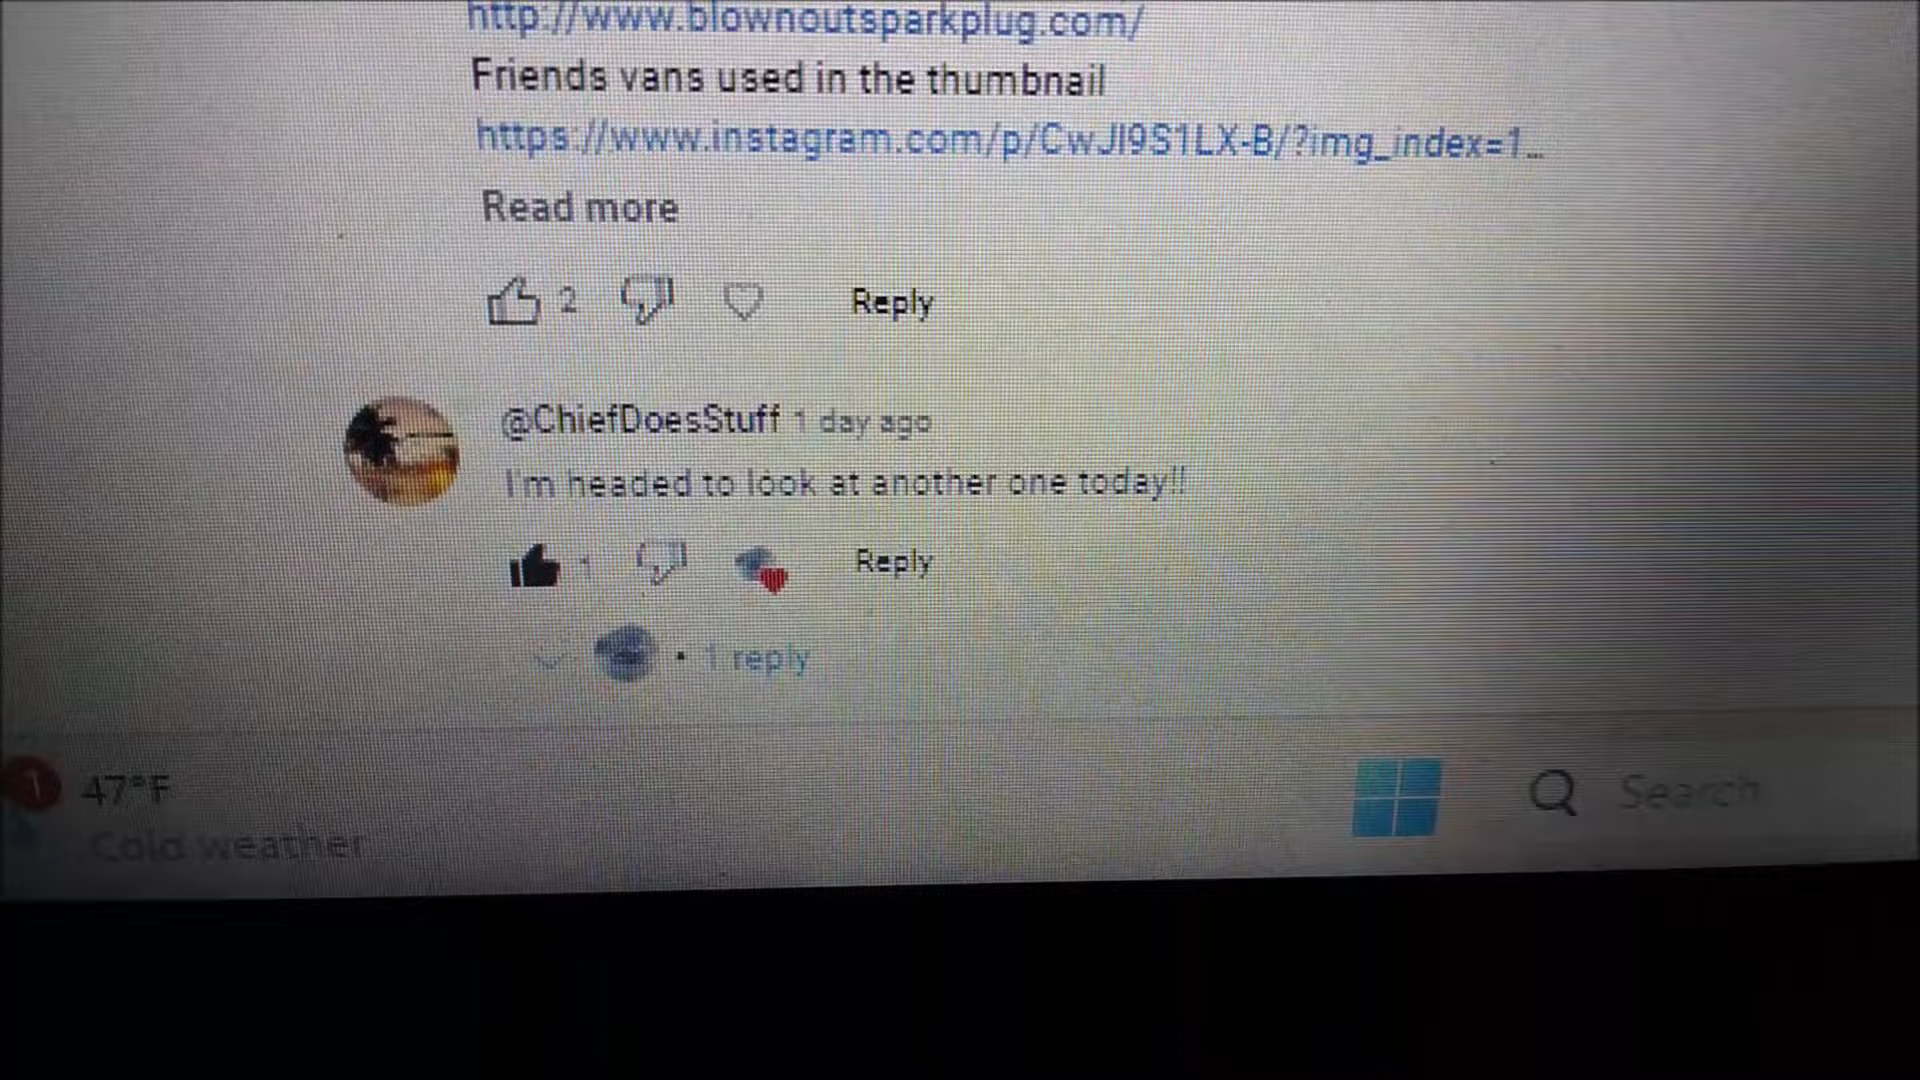 http://www.blownoutsparkplug.com/
Friends vans used in the thumbnail
https://www.instagram.com/p/CwJI9S1LX-B/?img_index=1...
Read more
2
Reply
@ChiefDoesStuff 1 day ago
I'm headed to look at another one today!!
1
Reply
· 1 reply
1
47°F
Cold weather
Search